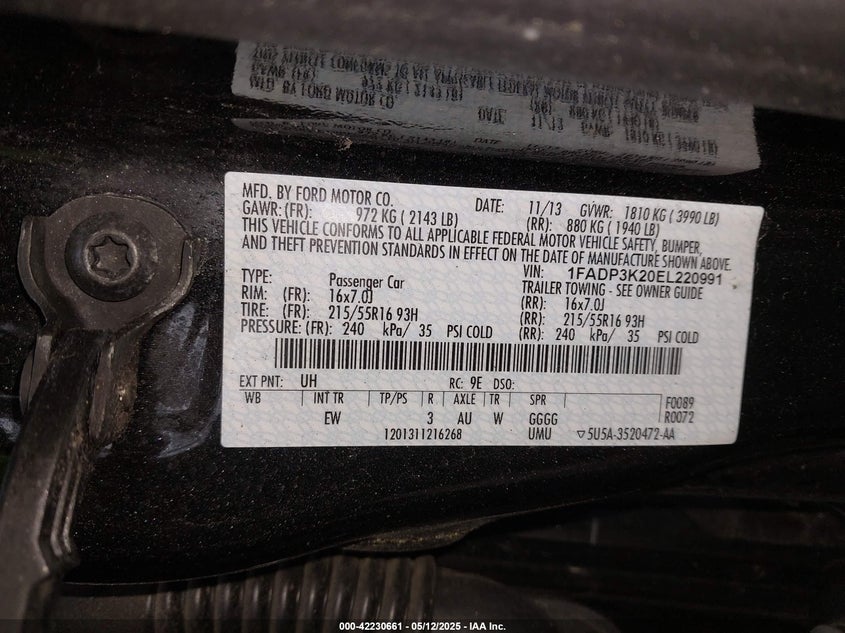 MFD. BY FORD MOTOR CO. DATE: 11/13 GVWR: 1810 KG ( 3990 LB)
GAWR: (FR): 972 KG ( 2143 LB) (RR): 880 KG ( 1940 LB)
THIS VEHICLE CONFORMS TO ALL APPLICABLE FEDERAL MOTOR VEHICLE SAFETY, BUMPER,
AND THEFT PREVENTION STANDARDS IN EFFECT ON THE DATE OF MANUFACTURE SHOWN ABOVE.
VIN: 1FADP3K20EL220991
TYPE: Passenger Car TRAILER TOWING - SEE OWNER GUIDE
RIM: (FR): 16x7.0J (RR): 16x7.0J
TIRE: (FR): 215/55R16 93H (RR): 215/55R16 93H
PRESSURE: (FR): 240 kPa/ 35 PSI COLD (RR): 240 kPa/ 35 PSI COLD
EXT PNT: UH RC: 9E DSO:
WB INT TR TP/PS R AXLE TR SPR F0089
EW 3 AU W GGGG R0072
1201311216268 UMU ▽5U5A-3520472-AA
000-42230661 - 05/12/2025 - IAA Inc.